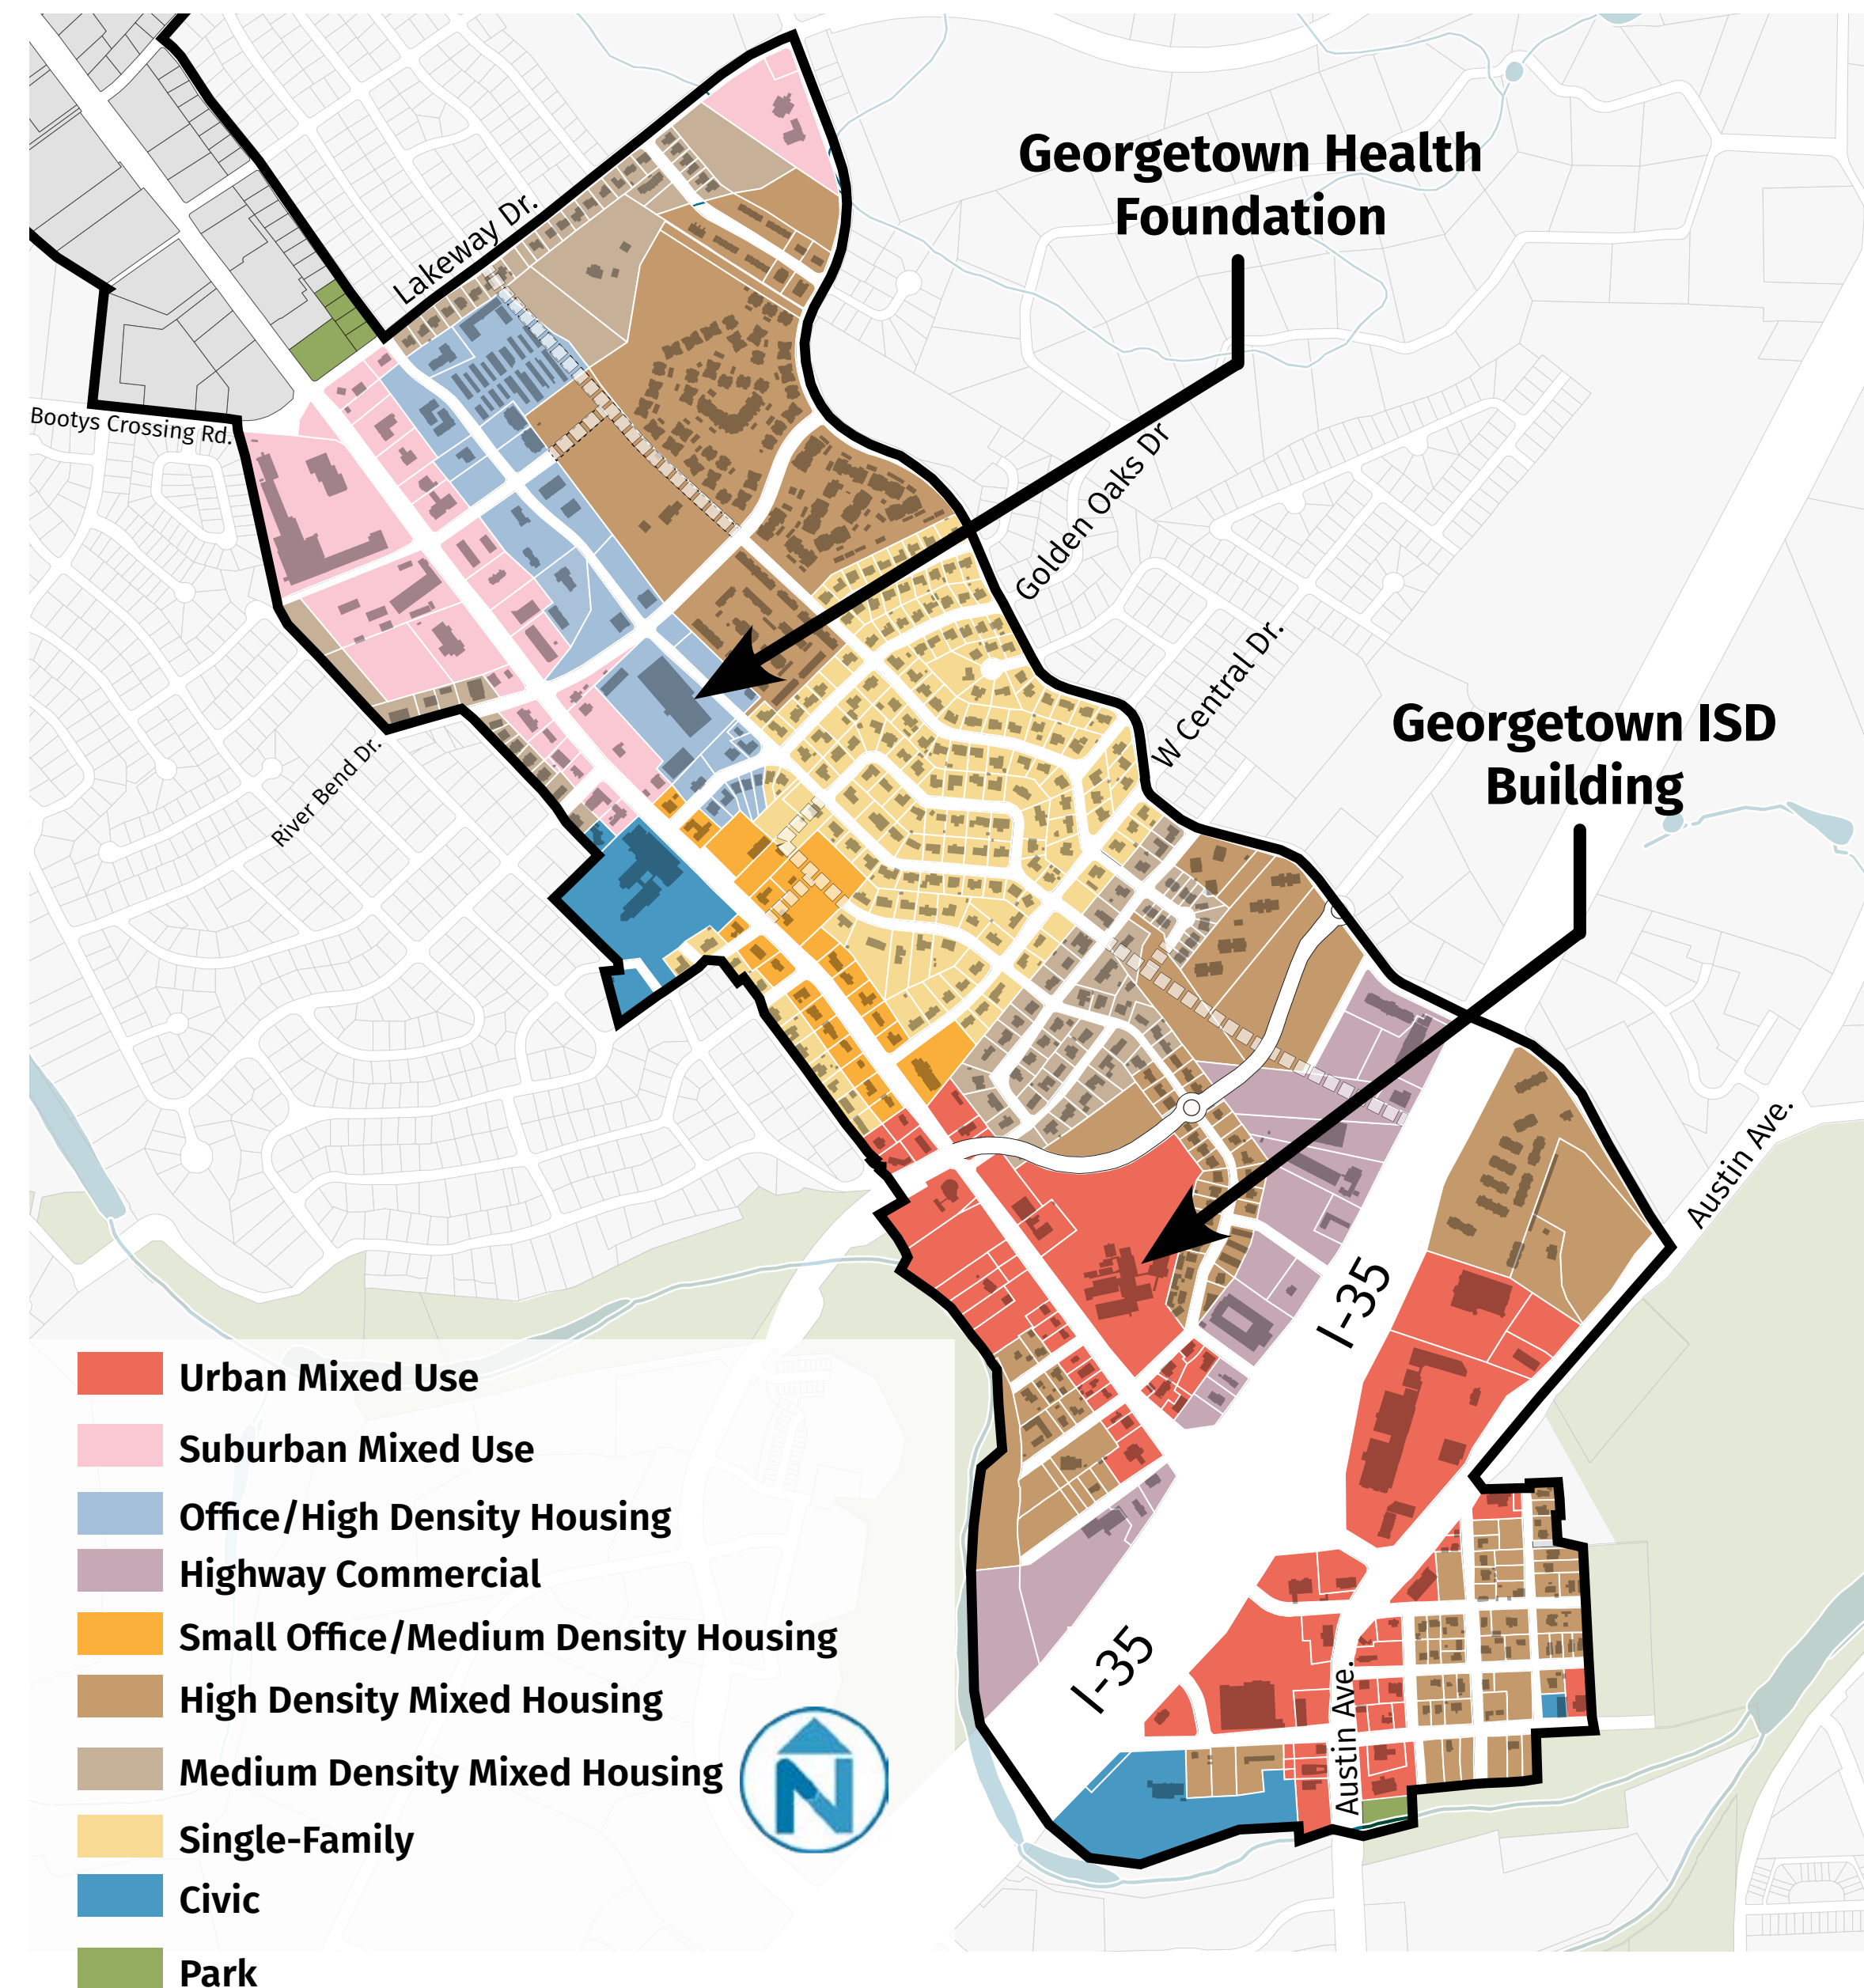 Georgetown Health
Foundation
Lakeway Dr.
Bootys Crossing Rd.
Golden Oaks Dr
W Central Dr.
Georgetown ISD
Building
River Bend Dr.
Austin Ave.
I-35
I-35
Austin Ave.
Urban Mixed Use
Suburban Mixed Use
Office/High Density Housing
Highway Commercial
Small Office/Medium Density Housing
High Density Mixed Housing
Medium Density Mixed Housing
Single-Family
Civic
Park
N